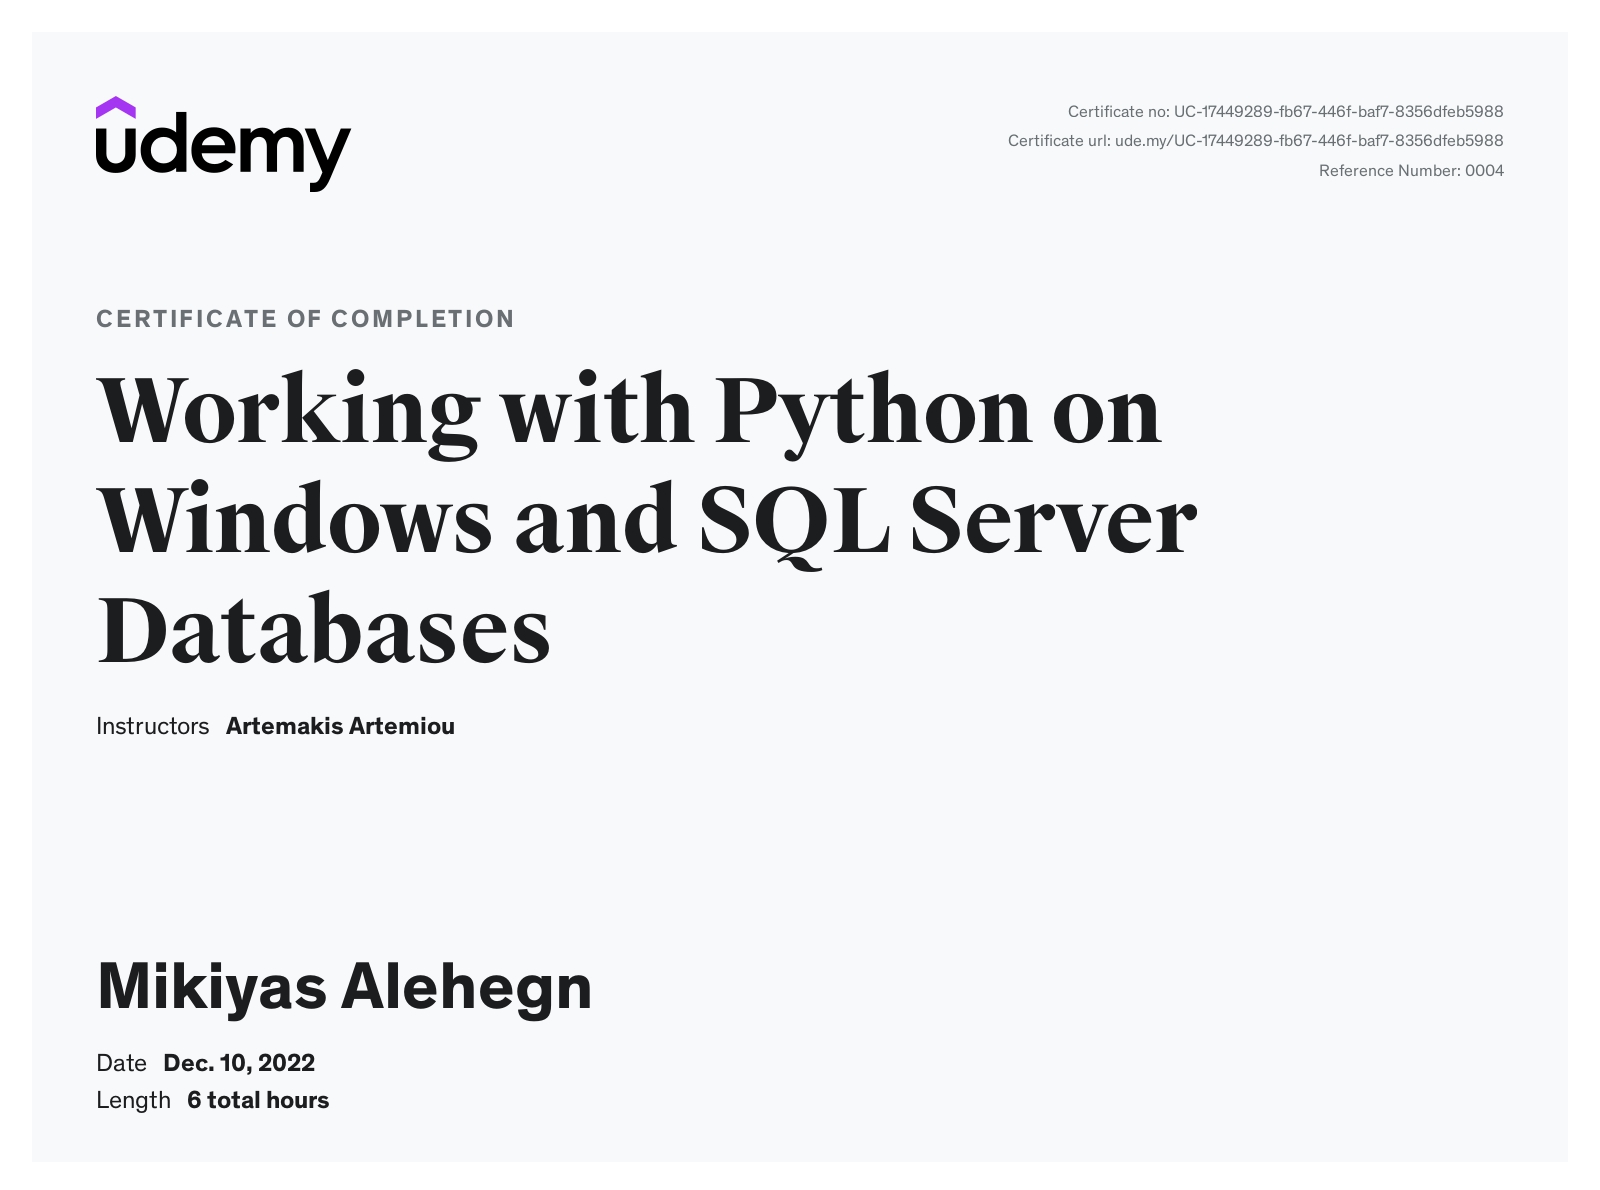 udemy
Certificate no: UC-17449289-fb67-446f-baf7-8356dfeb5988
Certificate url: ude.my/UC-17449289-fb67-446f-baf7-8356dfeb5988
Reference Number: 0004
CERTIFICATE OF COMPLETION
Working with Python on
Windows and SQL Server
Databases
Instructors Artemakis Artemiou
Mikiyas Alehegn
Date Dec. 10, 2022
Length 6 total hours